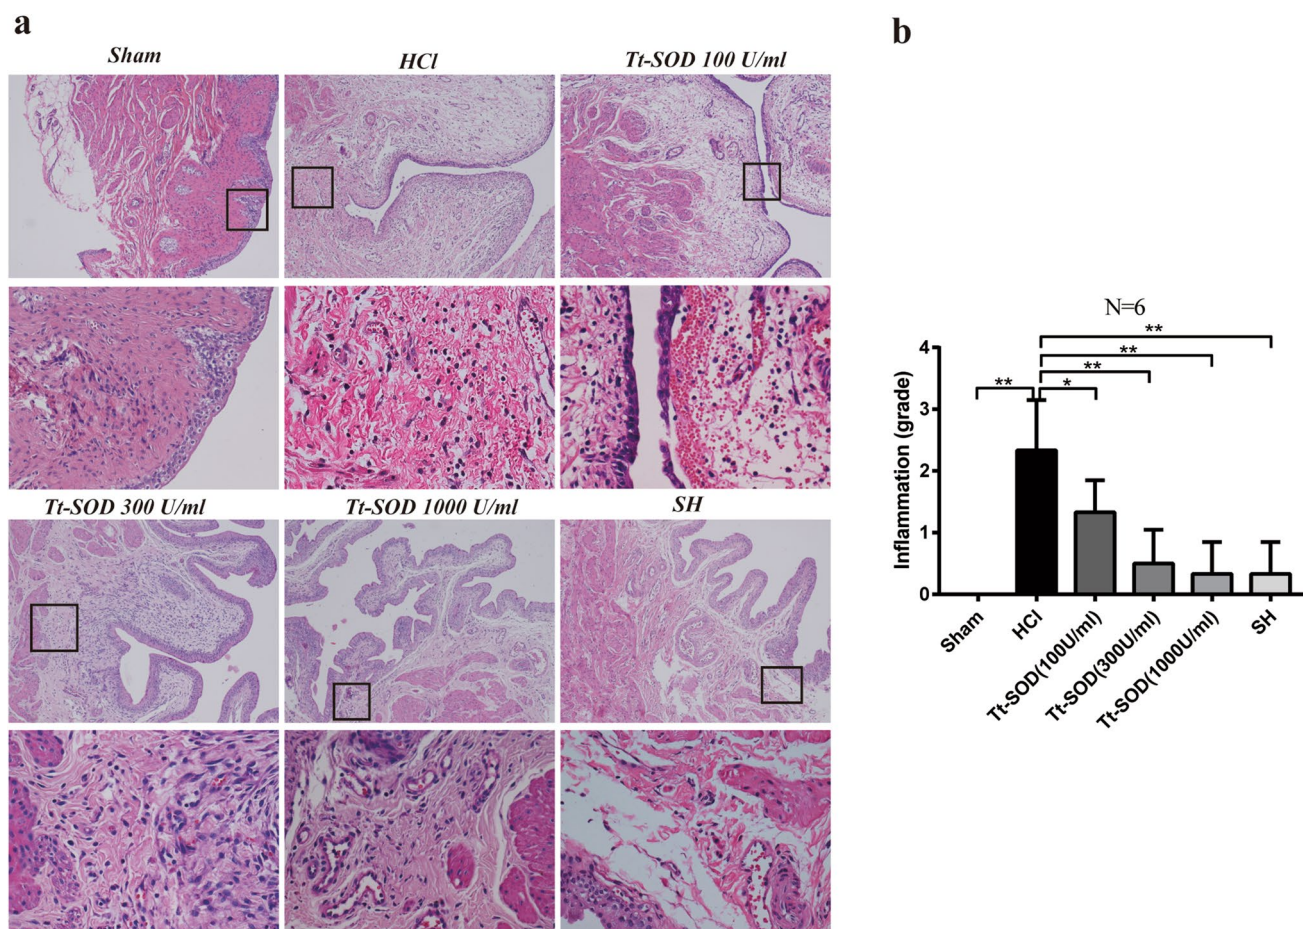 a
Sham
HCl
Tt-SOD 100 U/ml
Tt-SOD 300 U/ml
Tt-SOD 1000 U/ml
SH
b
N=6
**
**
**
**
*
Inflammation (grade)
4
3
2
1
0
Sham
HCl
Tt-SOD(100U/ml)
Tt-SOD(300U/ml)
Tt-SOD(1000U/ml)
SH